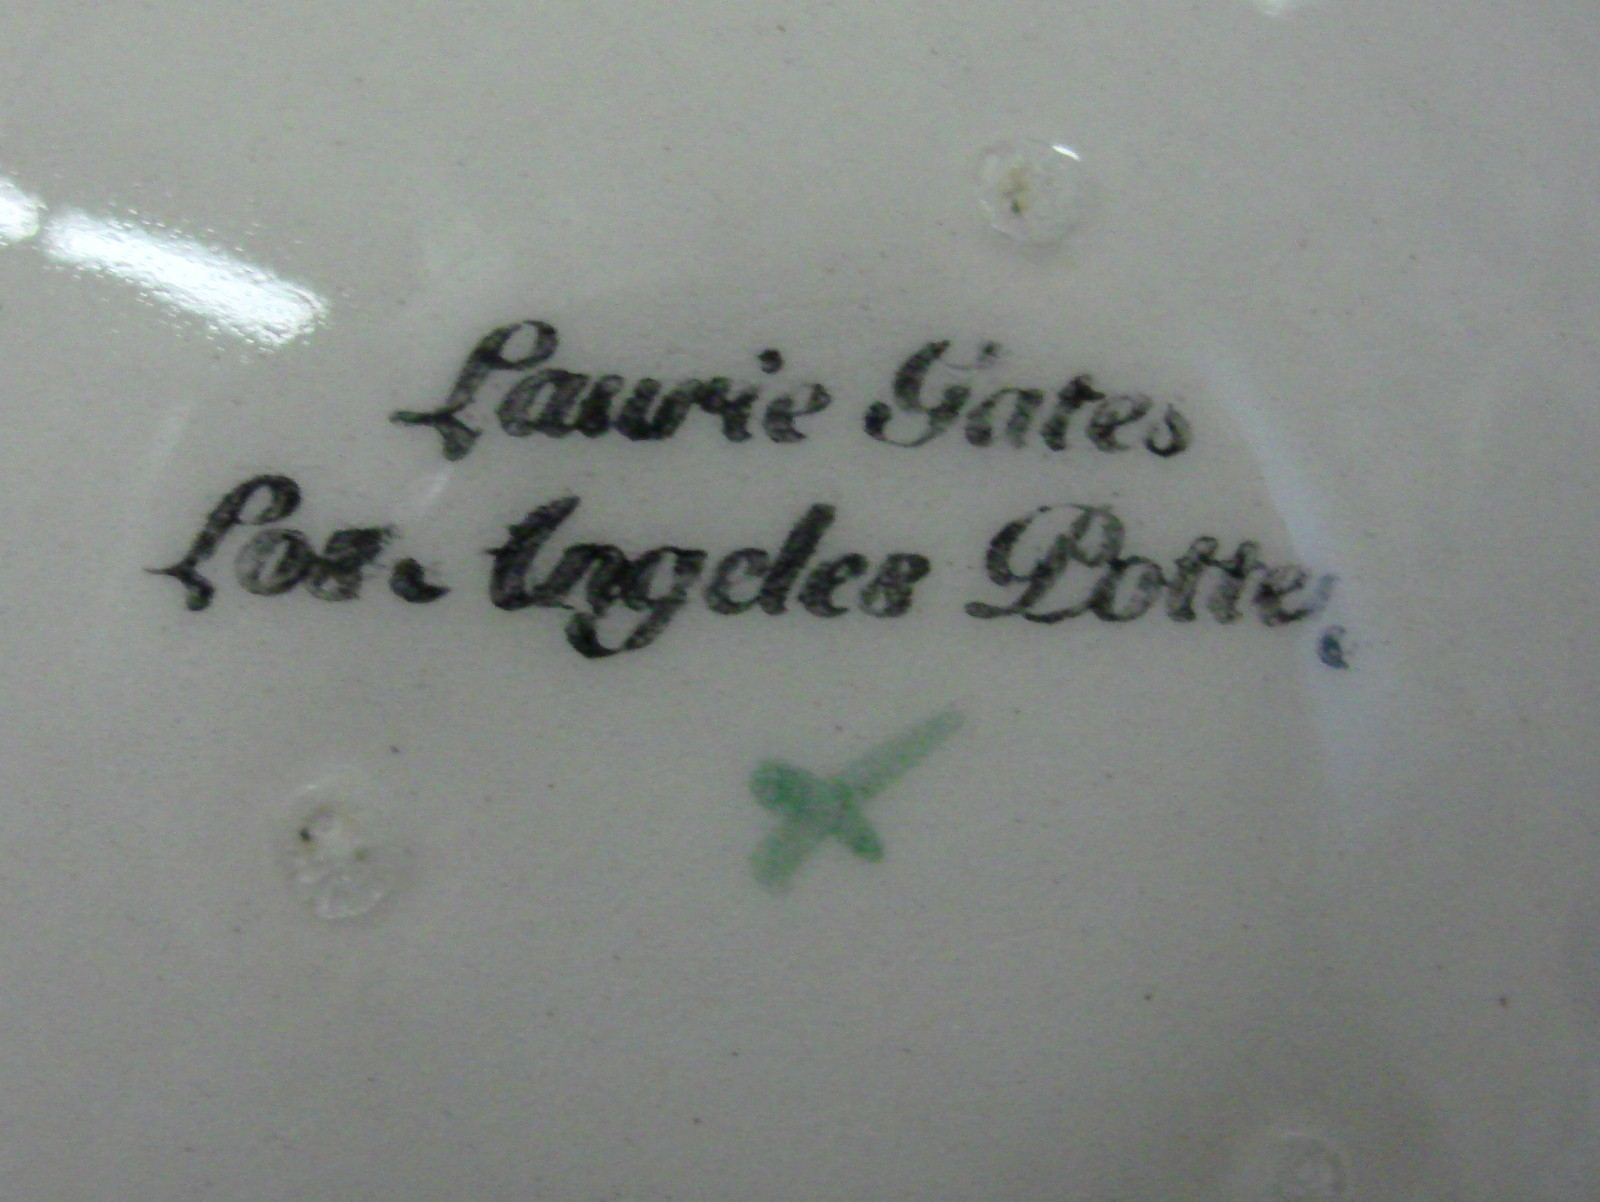 Laurie Gates
Los Angeles